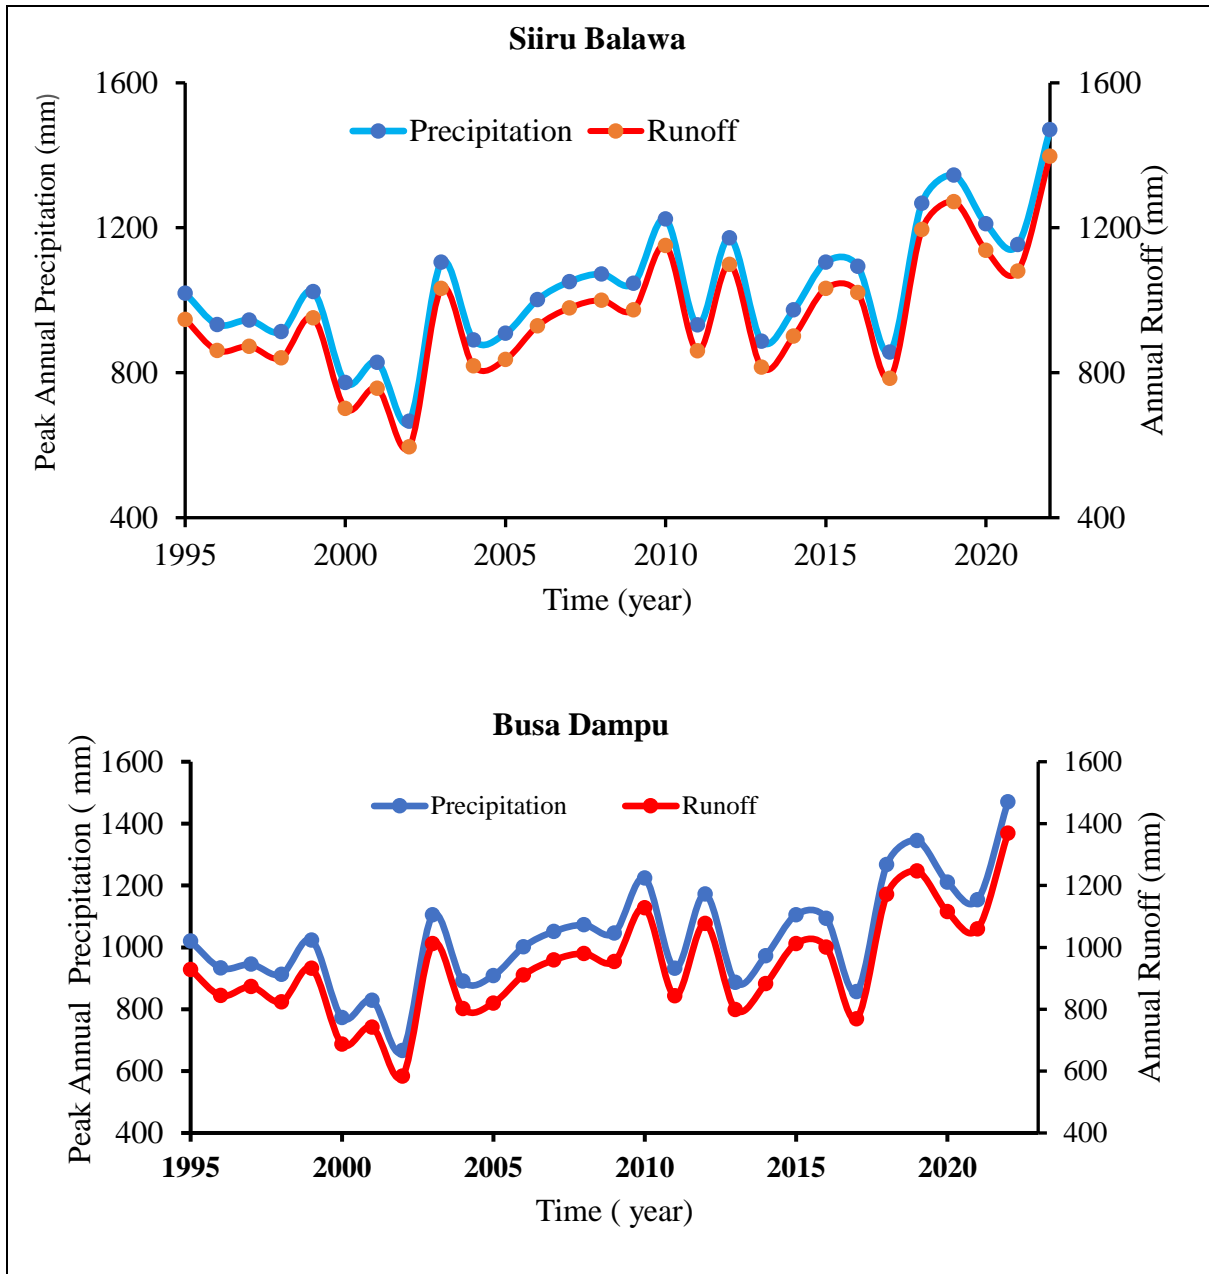 Siiru Balawa
Peak Annual Precipitation (mm)
1600
1200
800
400
Precipitation
Runoff
1600
1200
800
400
Annual Runoff (mm)
1995 2000 2005 2010 2015 2020
Time (year)
Busa Dampu
Peak Annual Precipitation ( mm)
1600
1400
1200
1000
800
600
400
Precipitation
Runoff
1600
1400
1200
1000
800
600
400
Annual Runoff (mm)
1995 2000 2005 2010 2015 2020
Time ( year)